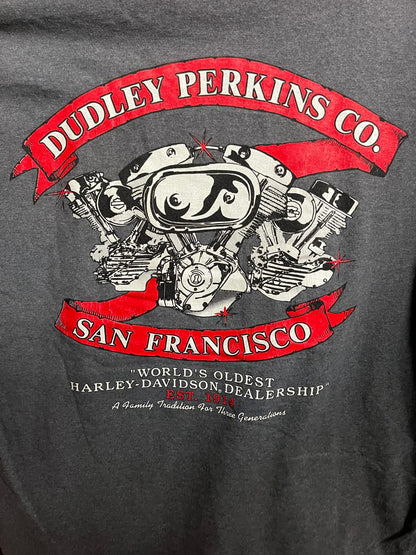 DUDLEY PERKINS CO.
SAN FRANCISCO
"WORLD'S OLDEST
HARLEY-DAVIDSON® DEALERSHIP"
EST. 1914
A Family Tradition For Three Generations